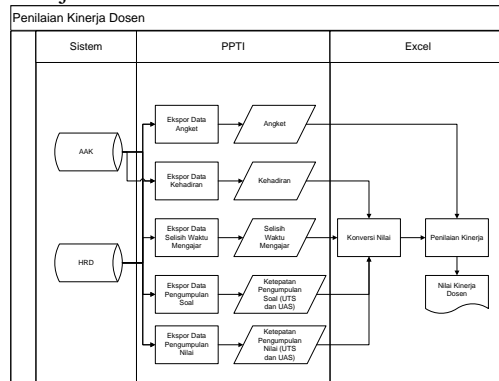 Penilaian Kinerja Dosen
Sistem
PPTI
Excel
AAK
HRD
Ekspor Data
Angket
Angket
Ekspor Data
Kehadiran
Kehadiran
Ekspor Data
Selisih Waktu
Mengajar
Selisih
Waktu
Mengajar
Konversi Nilai
Penilaian Kinerja
Ekspor Data
Pengumpulan
Soal
Ketepatan
Pengumpulan
Soal (UTS
dan UAS)
Nilai Kinerja
Dosen
Ekspor Data
Pengumpulan
Nilai
Ketepatan
Pengumpulan
Nilai (UTS
dan UAS)